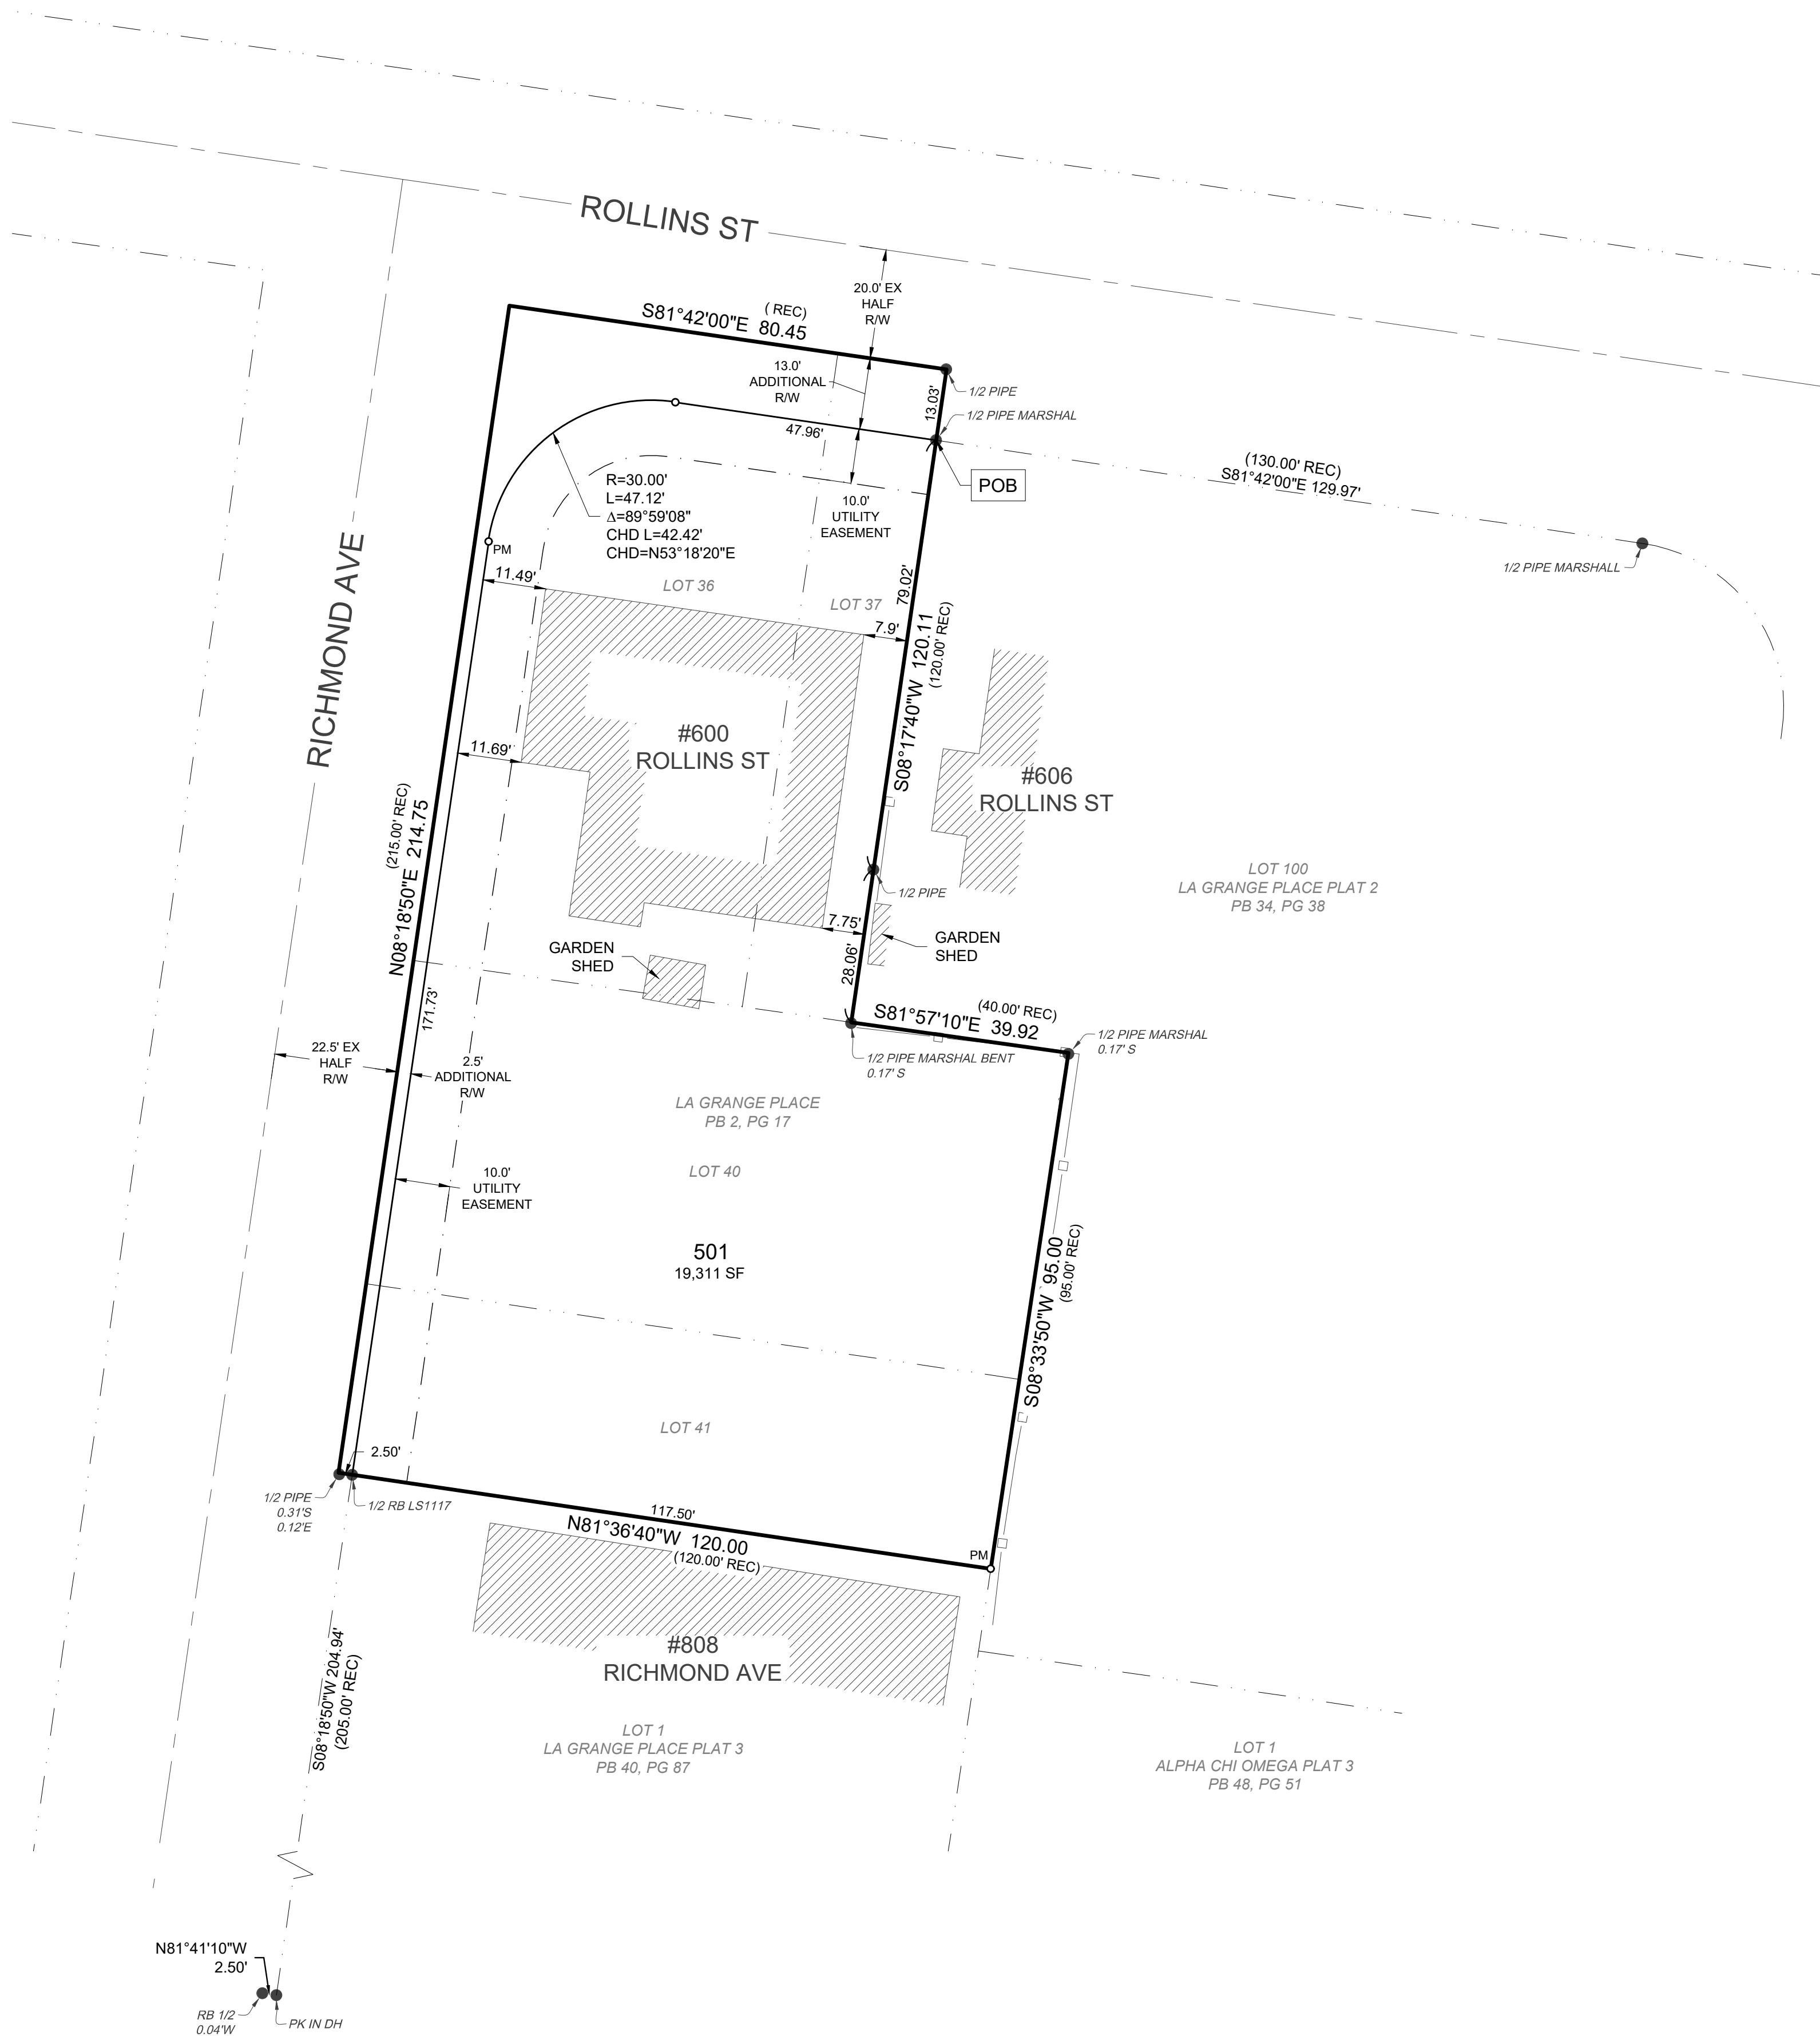 ROLLINS ST
20.0' EX
HALF
R/W
( REC)
S81°42'00"E 80.45
13.0'
ADDITIONAL
R/W
13.03'
1/2 PIPE
1/2 PIPE MARSHAL
47.96'
POB
(130.00' REC)
S81°42'00"E 129.97'
1/2 PIPE MARSHALL
R=30.00'
L=47.12'
Δ=89°59'08"
CHD L=42.42'
CHD=N53°18'20"E
10.0'
UTILITY
EASEMENT
PM
11.49'
LOT 36
LOT 37
79.02'
7.9'
S08°17'40"W 120.11
(120.00' REC)
RICHMOND AVE
#600
ROLLINS ST
11.69'
#606
ROLLINS ST
(215.00' REC)
N08°18'50"E 214.75
LOT 100
LA GRANGE PLACE PLAT 2
PB 34, PG 38
1/2 PIPE
7.75'
GARDEN
SHED
GARDEN
SHED
28.06'
171.73'
(40.00' REC)
S81°57'10"E 39.92
1/2 PIPE MARSHAL
0.17' S
1/2 PIPE MARSHAL BENT
0.17' S
22.5' EX
HALF
R/W
2.5'
ADDITIONAL
R/W
LA GRANGE PLACE
PB 2, PG 17
LOT 40
10.0'
UTILITY
EASEMENT
501
19,311 SF
S08°33'50"W 95.00
(95.00' REC)
LOT 41
2.50'
1/2 PIPE
0.31'S
0.12'E
1/2 RB LS1117
117.50'
N81°36'40"W 120.00
(120.00' REC)
PM
#808
RICHMOND AVE
S08°18'50"W 204.94'
(205.00' REC)
LOT 1
LA GRANGE PLACE PLAT 3
PB 40, PG 87
LOT 1
ALPHA CHI OMEGA PLAT 3
PB 48, PG 51
N81°41'10"W
2.50'
RB 1/2
0.04'W
PK IN DH